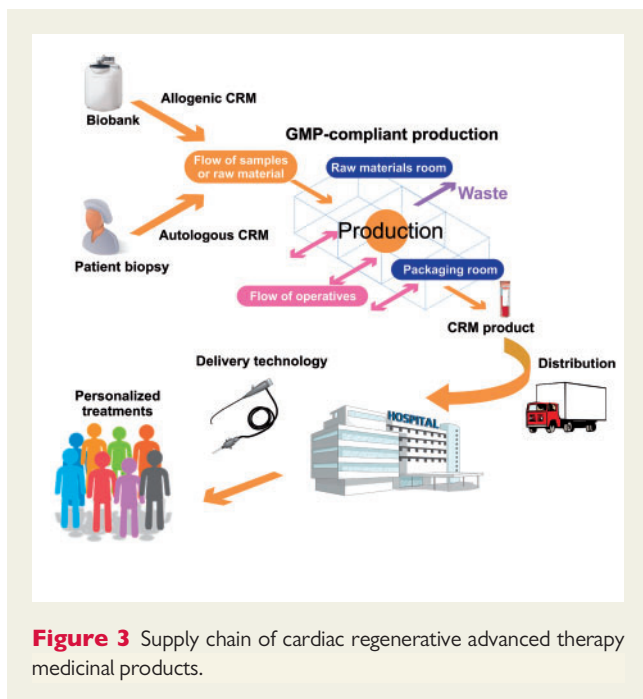 Allogenic CRM
Biobank
GMP-compliant production
Flow of samples
or raw material
Raw materials room
Waste
Production
Autologous CRM
Patient biopsy
Packaging room
Flow of operatives
CRM product
Delivery technology
Distribution
Personalized
treatments
HOSPITAL
Figure 3 Supply chain of cardiac regenerative advanced therapy
medicinal products.